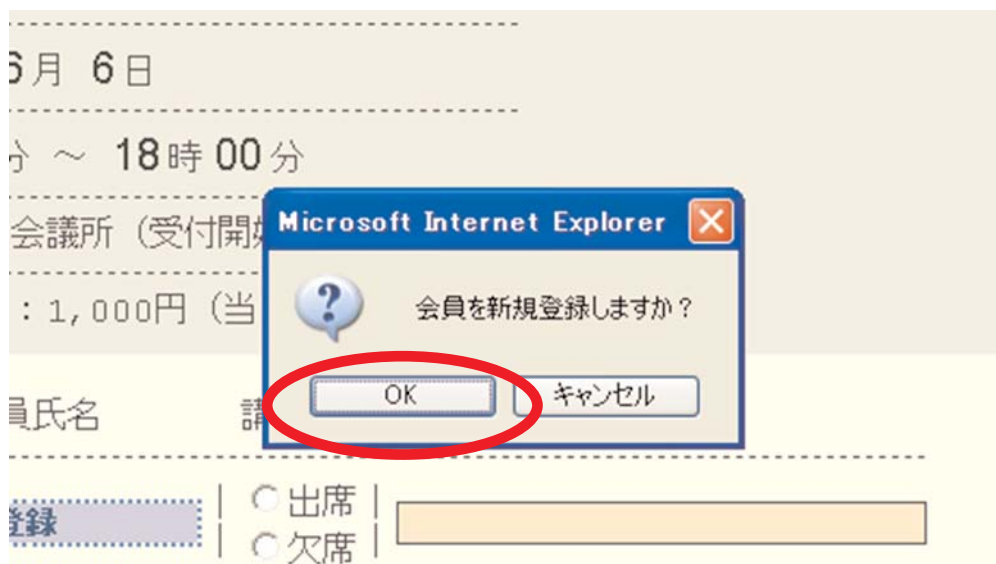 6月 6日
分 ～ 18時 00分
会議所（受付開始
：1,000円（当
Microsoft Internet Explorer
会員を新規登録しますか？
OK
キャンセル
員氏名
登録
出席
欠席